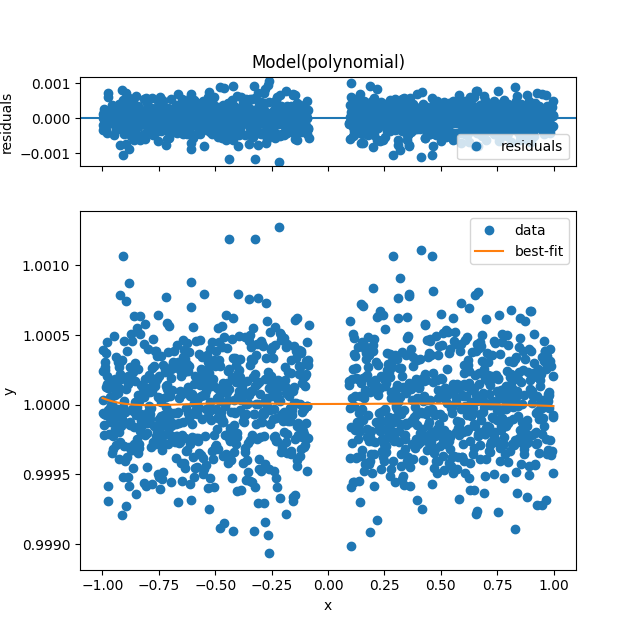 Model(polynomial)
0.001
0.000
−0.001
residuals
residuals
data
best-fit
1.0010
1.0005
1.0000
0.9995
0.9990
y
−1.00 −0.75 −0.50 −0.25 0.00 0.25 0.50 0.75 1.00
x